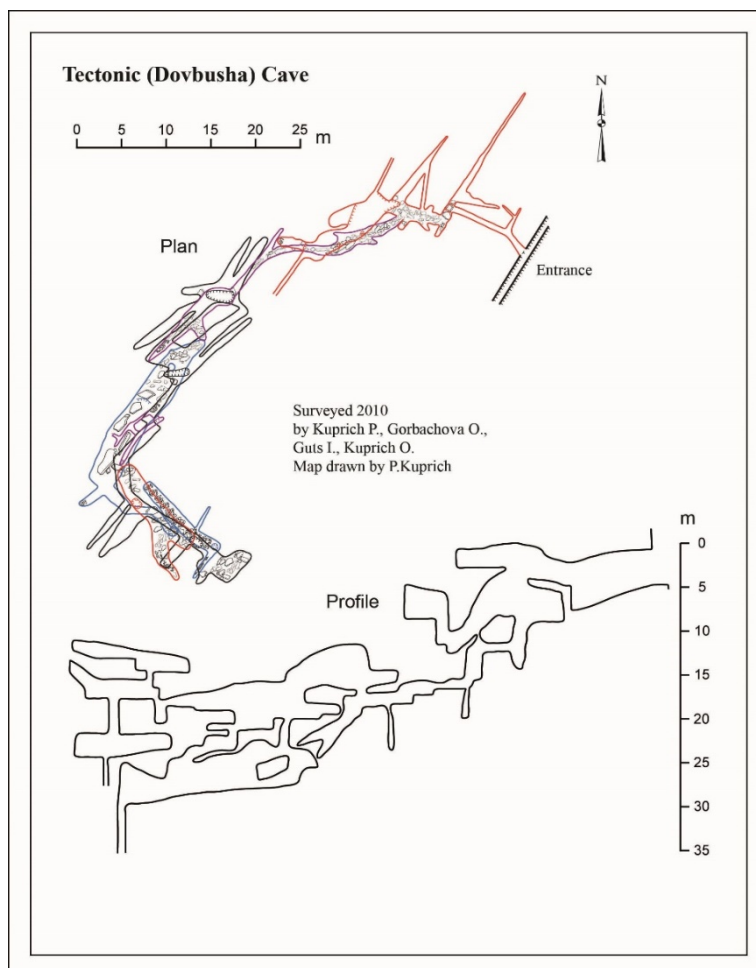 Tectonic (Dovbusha) Cave
0 5 10 15 20 25 m
N
Plan
Entrance
Surveyed 2010
by Kuprich P., Gorbachova O.,
Guts I., Kuprich O.
Map drawn by P.Kuprich
Profile
m
0
5
10
15
20
25
30
35